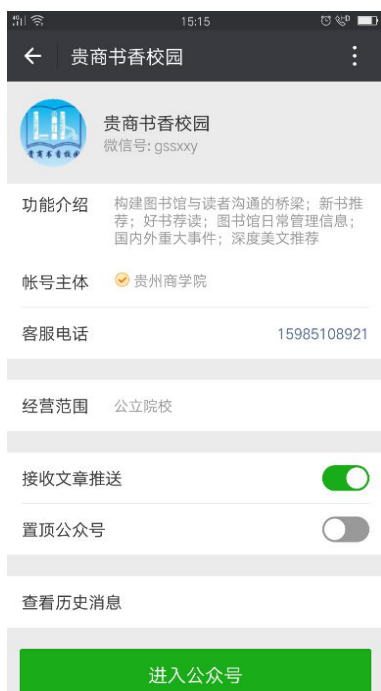 15:15
贵商书香校园
贵商书香校园
微信号: gssxxy
功能介绍
构建图书馆与读者沟通的桥梁；新书推
荐；好书荐读；图书馆日常管理信息；
国内外重大事件；深度美文推荐
帐号主体
贵州商学院
客服电话
15985108921
经营范围
公立院校
接收文章推送
置顶公众号
查看历史消息
进入公众号